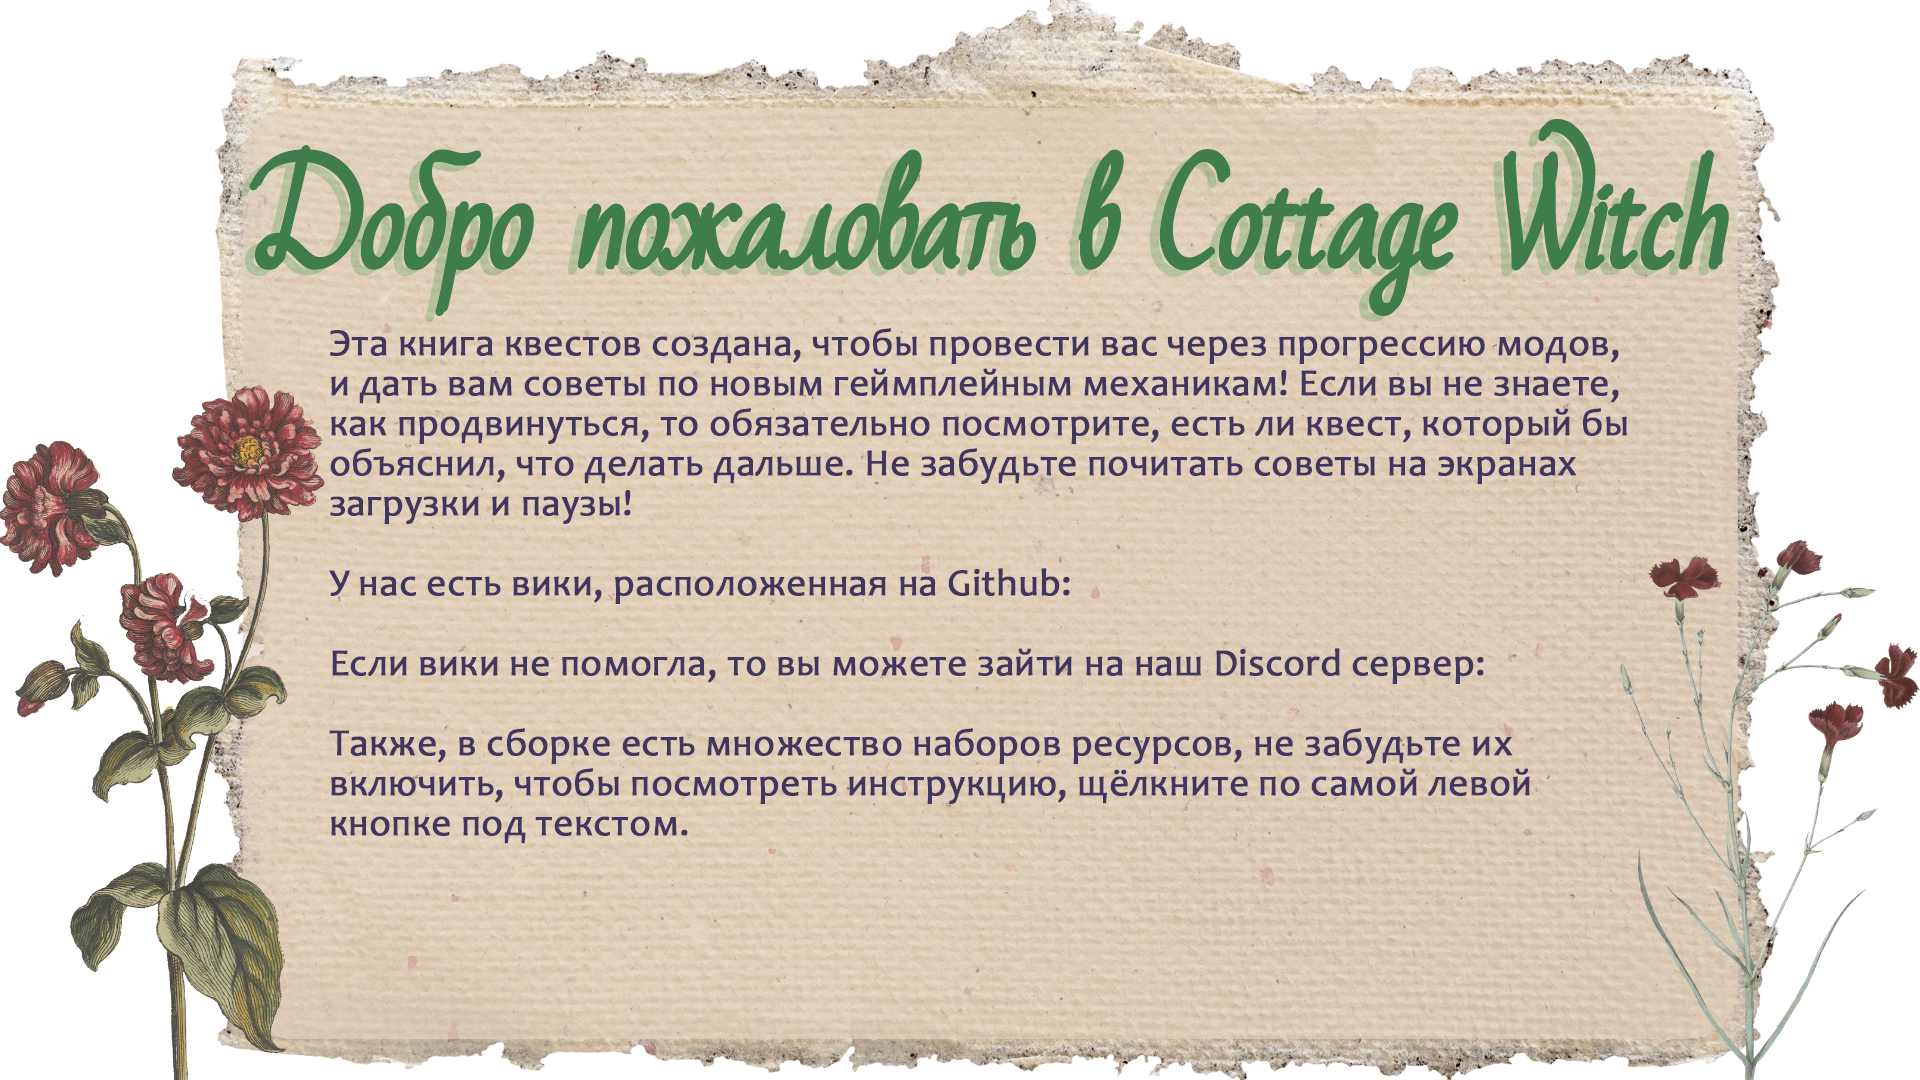 Добро пожаловать в Cottage Witch
Эта книга квестов создана, чтобы провести вас через прогрессию модов,
и дать вам советы по новым геймплейным механикам! Если вы не знаете,
как продвинуться, то обязательно посмотрите, есть ли квест, который бы
объяснил, что делать дальше. Не забудьте почитать советы на экранах
загрузки и паузы!
У нас есть вики, расположенная на Github:
Если вики не помогла, то вы можете зайти на наш Discord сервер:
Также, в сборке есть множество наборов ресурсов, не забудьте их
включить, чтобы посмотреть инструкцию, щёлкните по самой левой
кнопке под текстом.